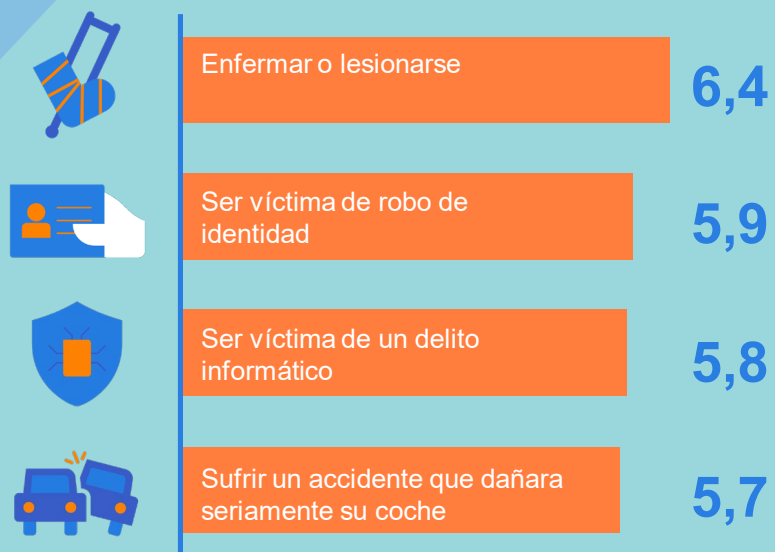 Enfermar o lesionarse
6,4
Ser víctima de robo de
identidad
5,9
Ser víctima de un delito
informático
5,8
Sufrir un accidente que dañara
seriamente su coche
5,7